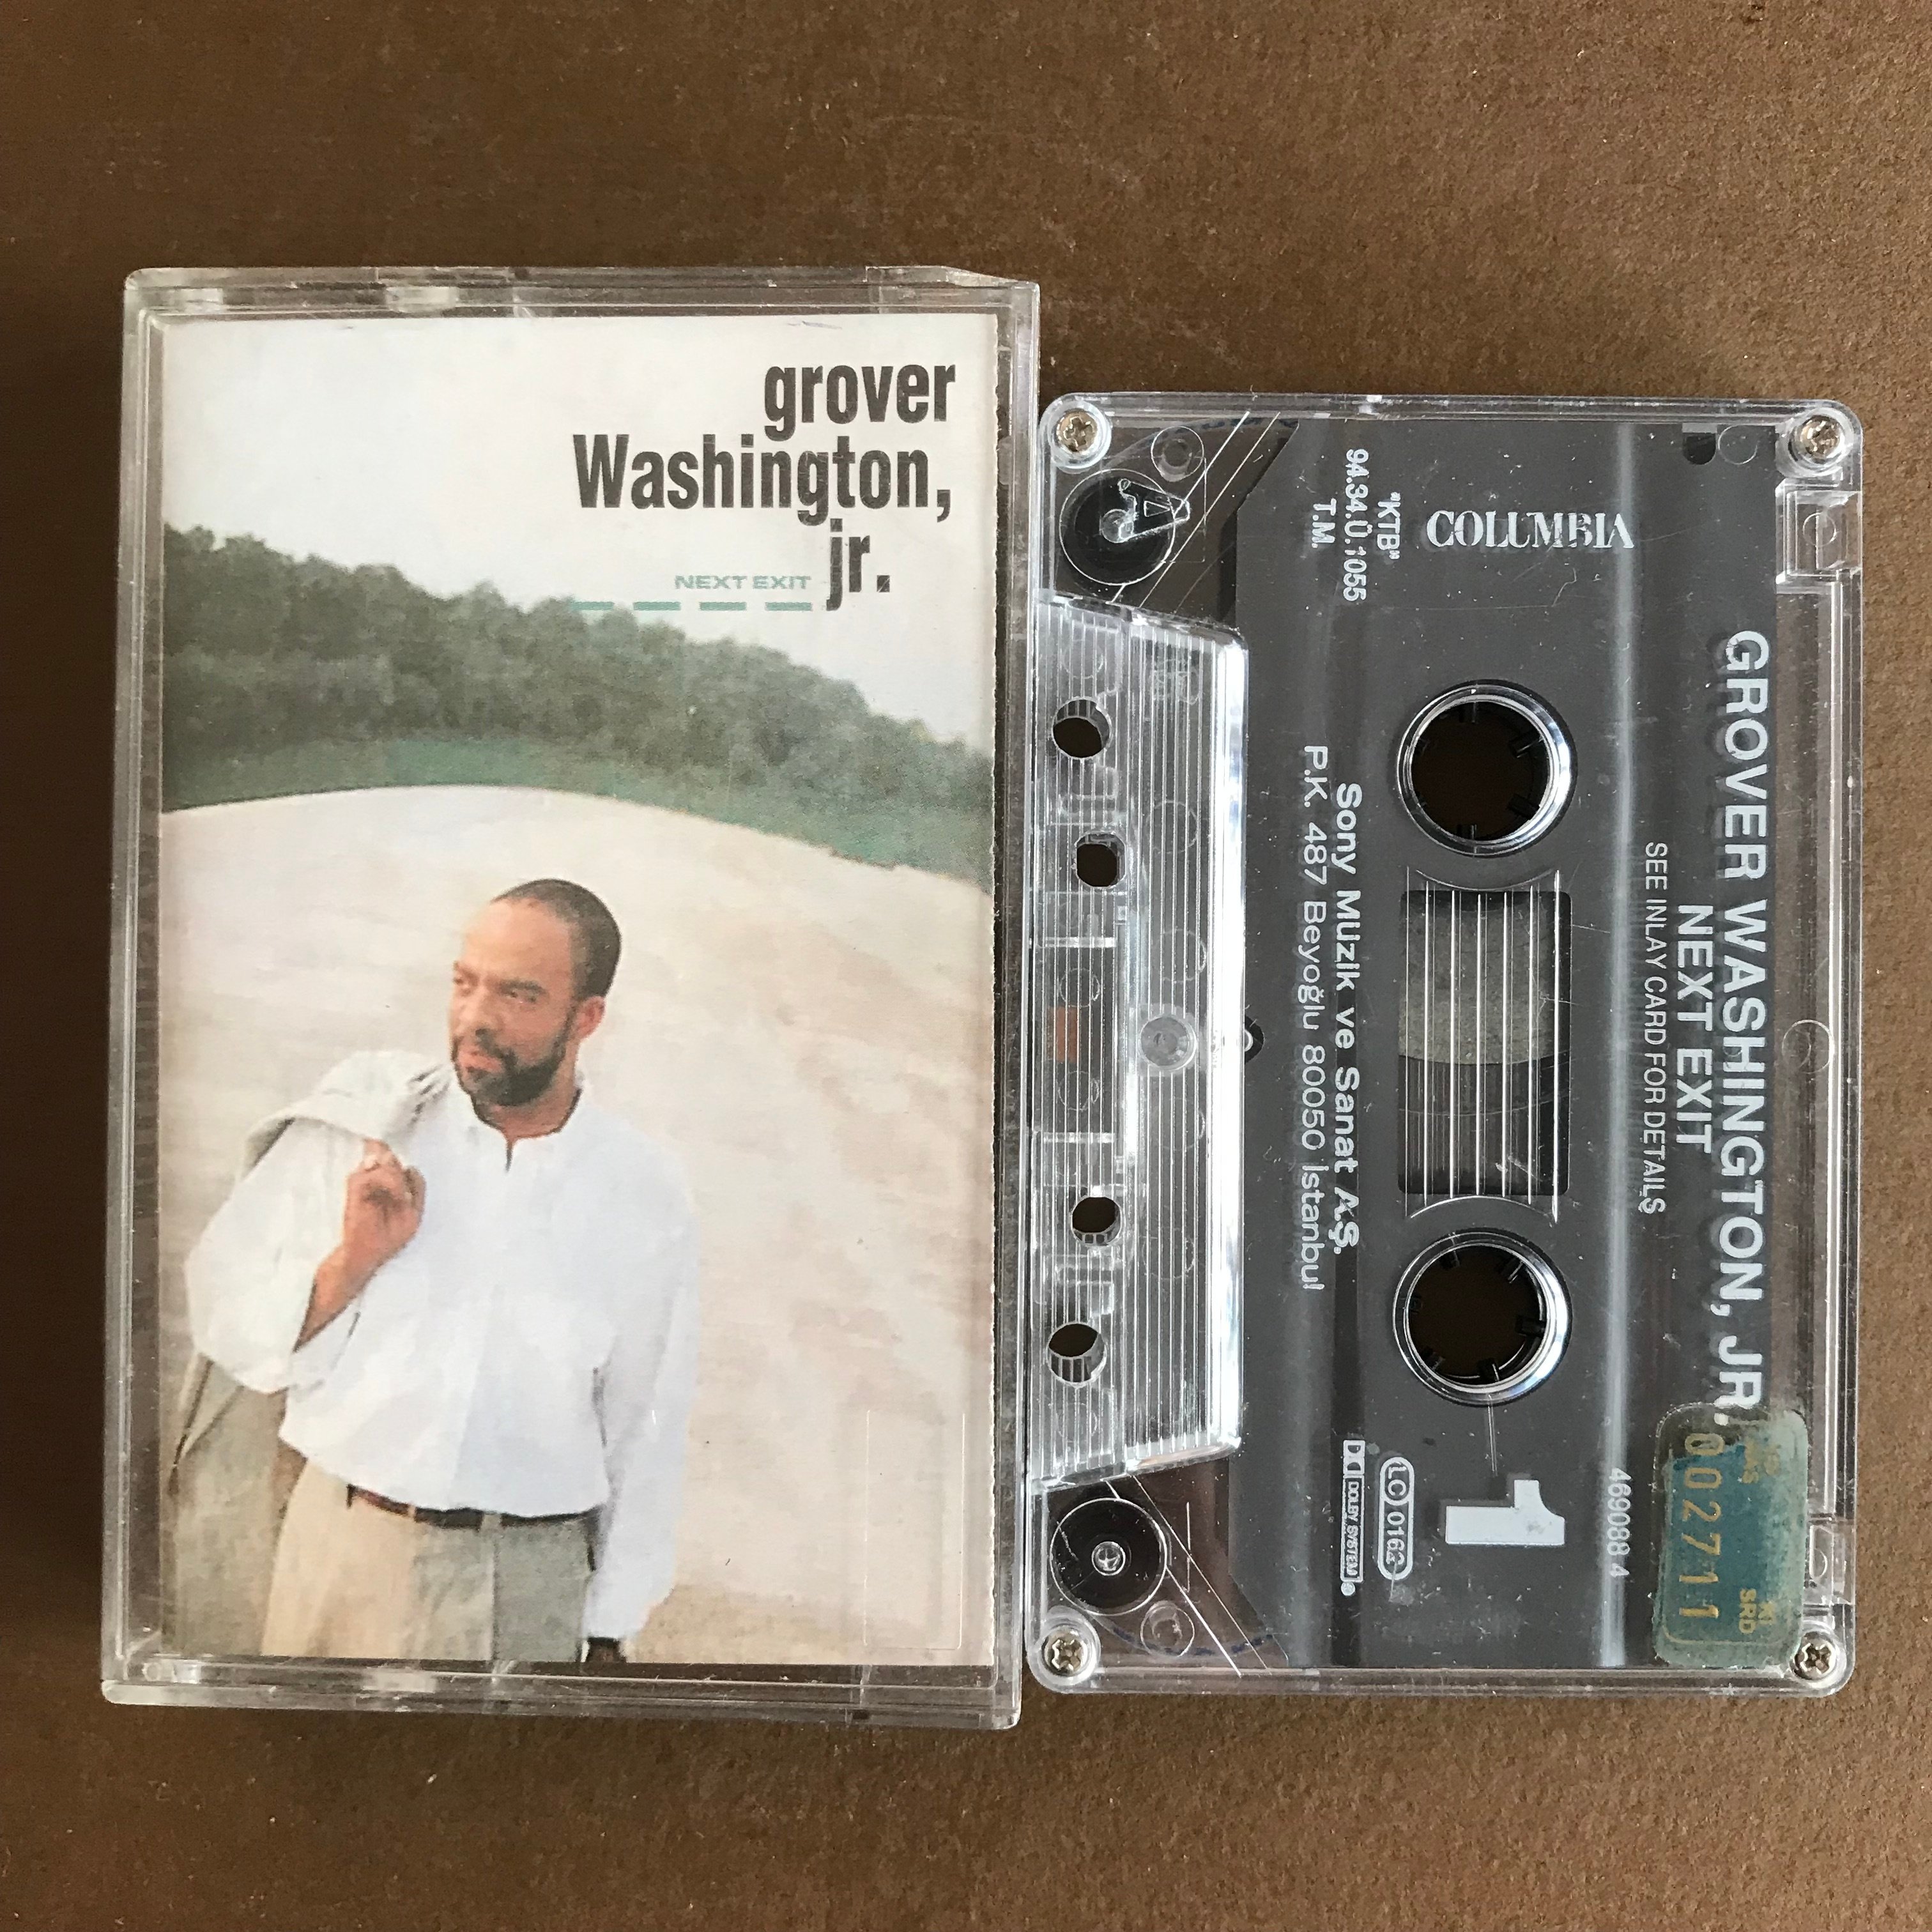 grover
Washington,
jr.
NEXT EXIT
GROVER WASHINGTON, JR.
NEXT EXIT
SEE INLAY CARD FOR DETAILS
469088 4
COLUMBIA
1
"KTB"
94.34.Ü.1055
T.M.
LC 0162
DOLBY SYSTEM
Sony Müzik ve Sanat A.Ş.
P.K. 487 Beyoğlu 80050 İstanbul
002711